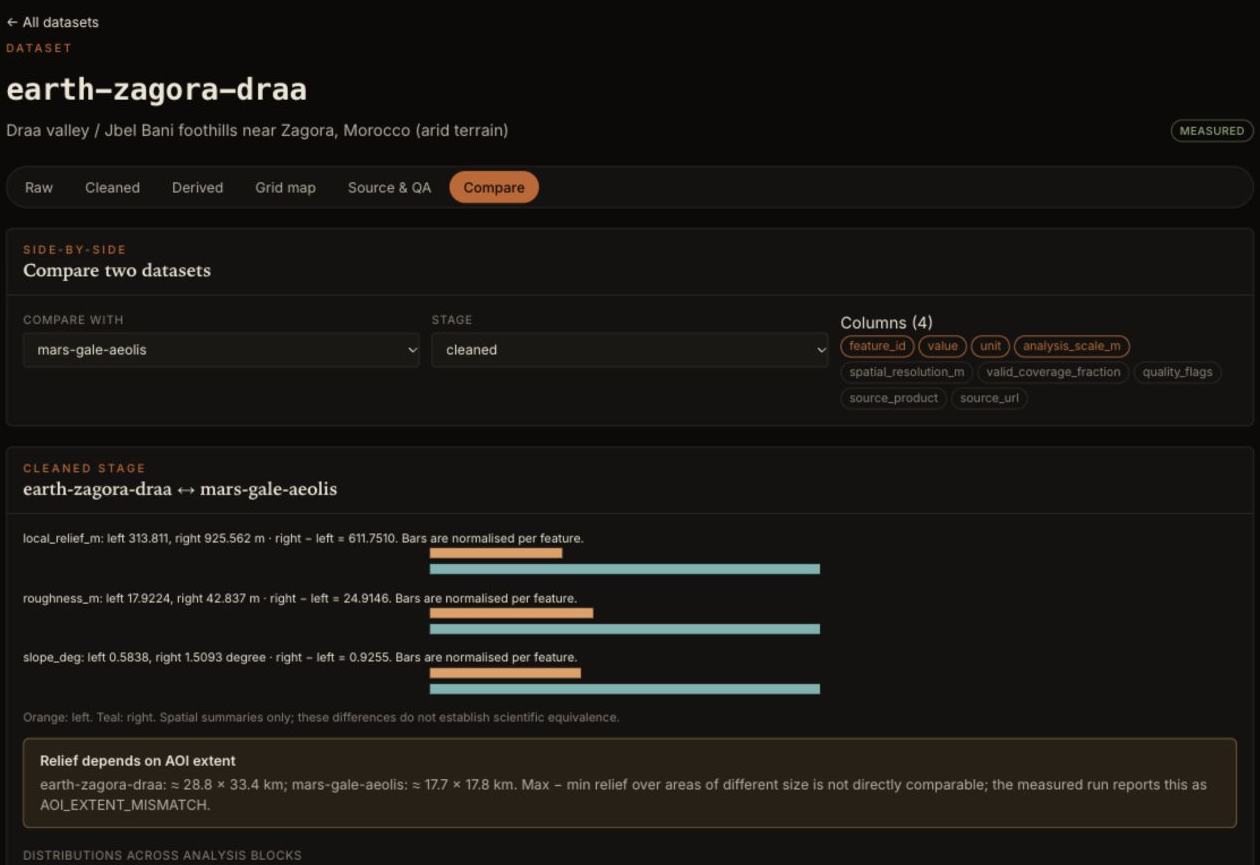 ← All datasets
DATASET
earth-zagora-draa
Draa valley / Jbel Bani foothills near Zagora, Morocco (arid terrain)
MEASURED
Raw Cleaned Derived Grid map Source & QA Compare
SIDE-BY-SIDE
Compare two datasets
COMPARE WITH
mars-gale-aeolis
STAGE
cleaned
Columns (4)
feature_id value unit analysis_scale_m
spatial_resolution_m valid_coverage_fraction quality_flags
source_product source_url
CLEANED STAGE
earth-zagora-draa ↔ mars-gale-aeolis
local_relief_m: left 313.811, right 925.562 m · right − left = 611.7510. Bars are normalised per feature.
roughness_m: left 17.9224, right 42.837 m · right − left = 24.9146. Bars are normalised per feature.
slope_deg: left 0.5838, right 1.5093 degree · right − left = 0.9255. Bars are normalised per feature.
Orange: left. Teal: right. Spatial summaries only; these differences do not establish scientific equivalence.
Relief depends on AOI extent
earth-zagora-draa: ≈ 28.8 × 33.4 km; mars-gale-aeolis: ≈ 17.7 × 17.8 km. Max − min relief over areas of different size is not directly comparable; the measured run reports this as
AOI_EXTENT_MISMATCH.
DISTRIBUTIONS ACROSS ANALYSIS BLOCKS